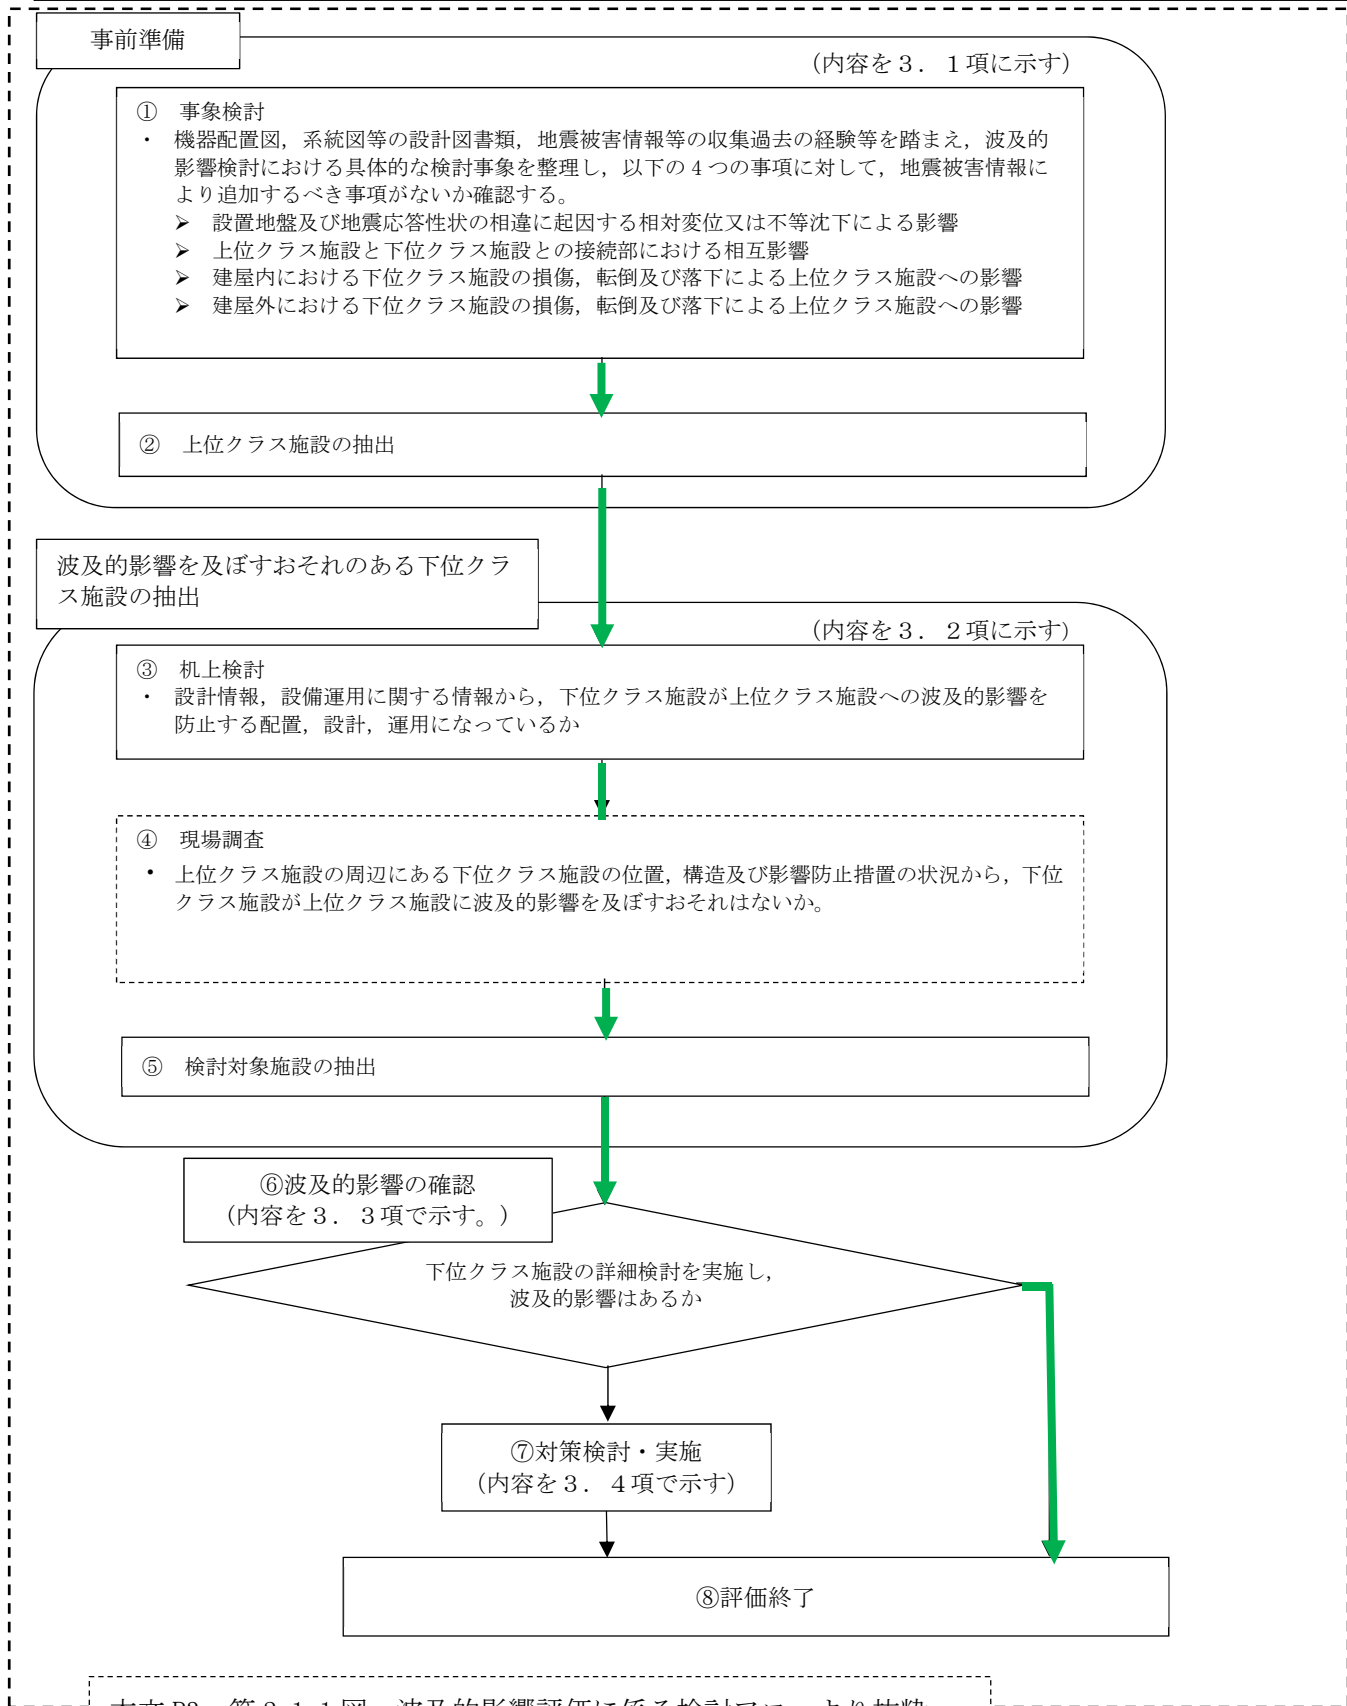 事前準備
（内容を３．１項に示す）
① 事象検討
・ 機器配置図，系統図等の設計図書類，地震被害情報等の収集過去の経験等を踏まえ，波及的
影響検討における具体的な検討事象を整理し，以下の 4 つの事項に対して，地震被害情報に
より追加するべき事項がないか確認する。
➢ 設置地盤及び地震応答性状の相違に起因する相対変位又は不等沈下による影響
➢ 上位クラス施設と下位クラス施設との接続部における相互影響
➢ 建屋内における下位クラス施設の損傷，転倒及び落下による上位クラス施設への影響
➢ 建屋外における下位クラス施設の損傷，転倒及び落下による上位クラス施設への影響
② 上位クラス施設の抽出
波及的影響を及ぼすおそれのある下位クラ
ス施設の抽出
（内容を３．２項に示す）
③ 机上検討
・ 設計情報，設備運用に関する情報から，下位クラス施設が上位クラス施設への波及的影響を
防止する配置，設計，運用になっているか
④ 現場調査
・ 上位クラス施設の周辺にある下位クラス施設の位置，構造及び影響防止措置の状況から，下位
クラス施設が上位クラス施設に波及的影響を及ぼすおそれはないか。
⑤ 検討対象施設の抽出
⑥波及的影響の確認
（内容を３．３項で示す。）
下位クラス施設の詳細検討を実施し，
波及的影響はあるか
⑦対策検討・実施
（内容を３．４項で示す）
⑧評価終了